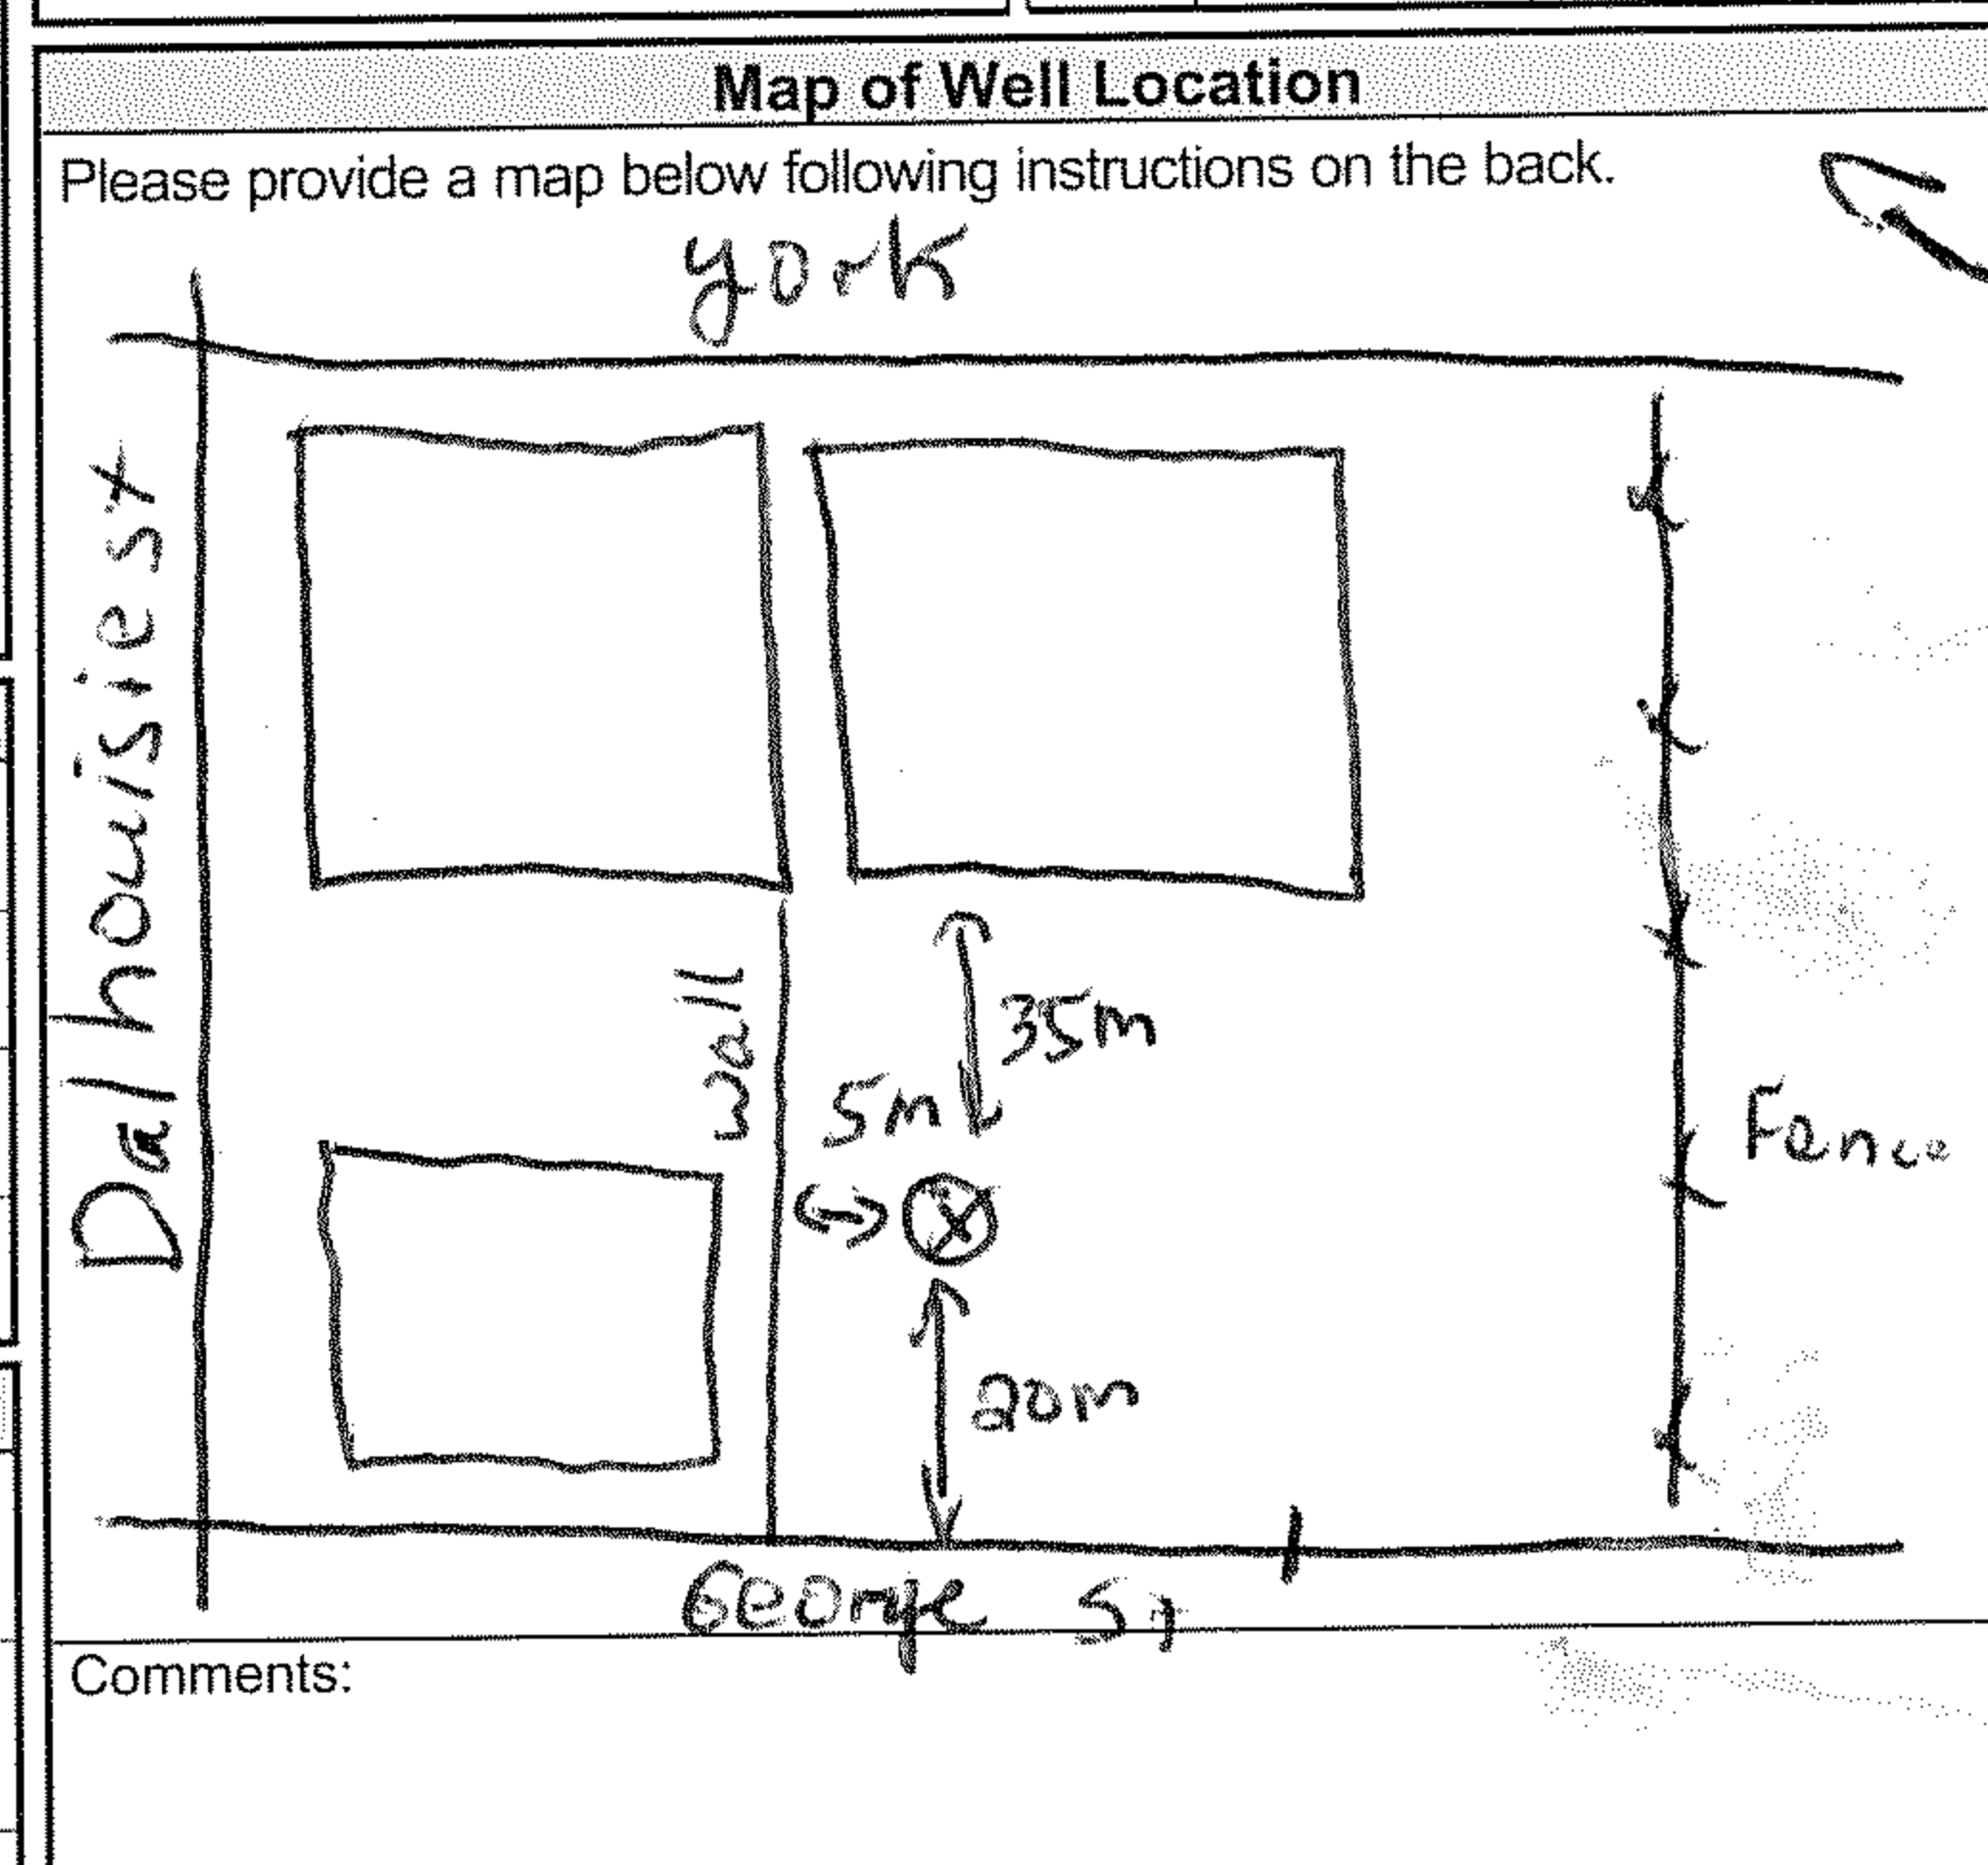 Map of Well Location
Please provide a map below following instructions on the back.
york
Dalhousie st
wall
35m
5m
Fence
20m
George St
Comments: